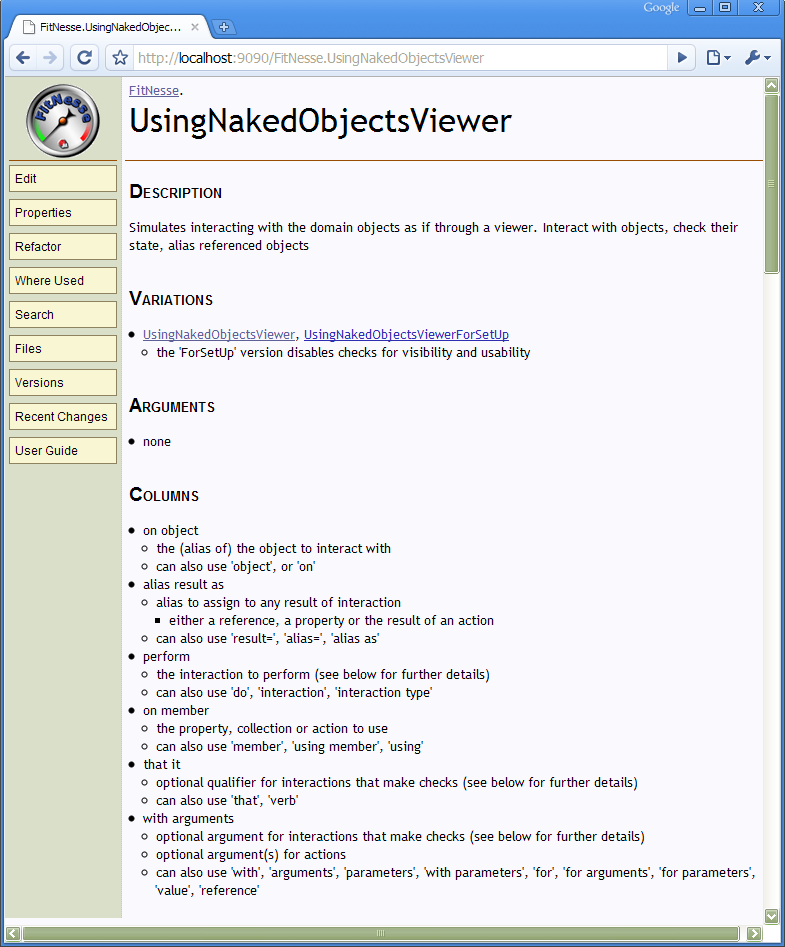 Google
FitNesse.UsingNakedObjec...
http://localhost:9090/FitNesse.UsingNakedObjectsViewer
FitNesse
FitNesse.
UsingNakedObjectsViewer
Edit
Properties
Refactor
Where Used
Search
Files
Versions
Recent Changes
User Guide
Description
Simulates interacting with the domain objects as if through a viewer. Interact with objects, check their
state, alias referenced objects
Variations
UsingNakedObjectsViewer, UsingNakedObjectsViewerForSetUp
the 'ForSetUp' version disables checks for visibility and usability
Arguments
none
Columns
on object
the (alias of) the object to interact with
can also use 'object', or 'on'
alias result as
alias to assign to any result of interaction
either a reference, a property or the result of an action
can also use 'result=', 'alias=', 'alias as'
perform
the interaction to perform (see below for further details)
can also use 'do', 'interaction', 'interaction type'
on member
the property, collection or action to use
can also use 'member', 'using member', 'using'
that it
optional qualifier for interactions that make checks (see below for further details)
can also use 'that', 'verb'
with arguments
optional argument for interactions that make checks (see below for further details)
optional argument(s) for actions
can also use 'with', 'arguments', 'parameters', 'with parameters', 'for', 'for arguments', 'for parameters',
'value', 'reference'